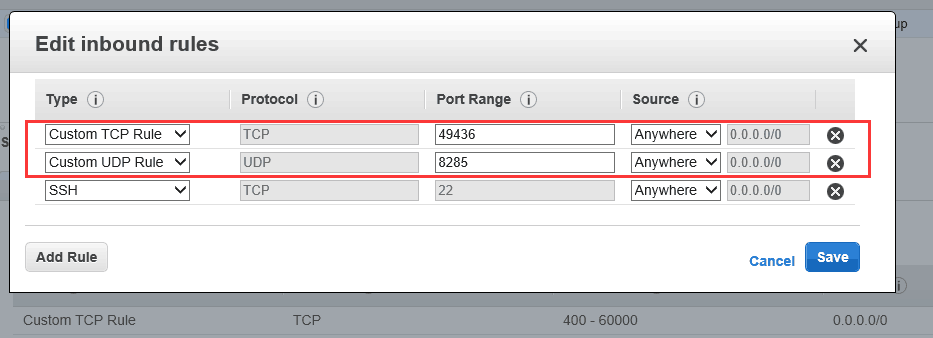 up
Edit inbound rules
Type Protocol Port Range Source
Custom TCP Rule TCP 49436 Anywhere 0.0.0.0/0
S
Custom UDP Rule UDP 8285 Anywhere 0.0.0.0/0
SSH TCP 22 Anywhere 0.0.0.0/0
Add Rule Cancel Save
Custom TCP Rule TCP 400 - 60000 0.0.0.0/0